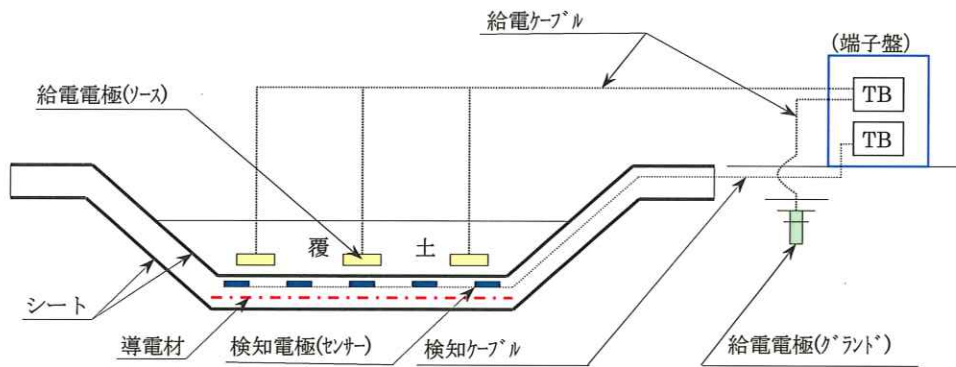 給電ケーブル
(端子盤)
給電電極(ソース)
TB
TB
覆　土
シート
導電材
検知電極(センサー)
検知ケーブル
給電電極(グランド)